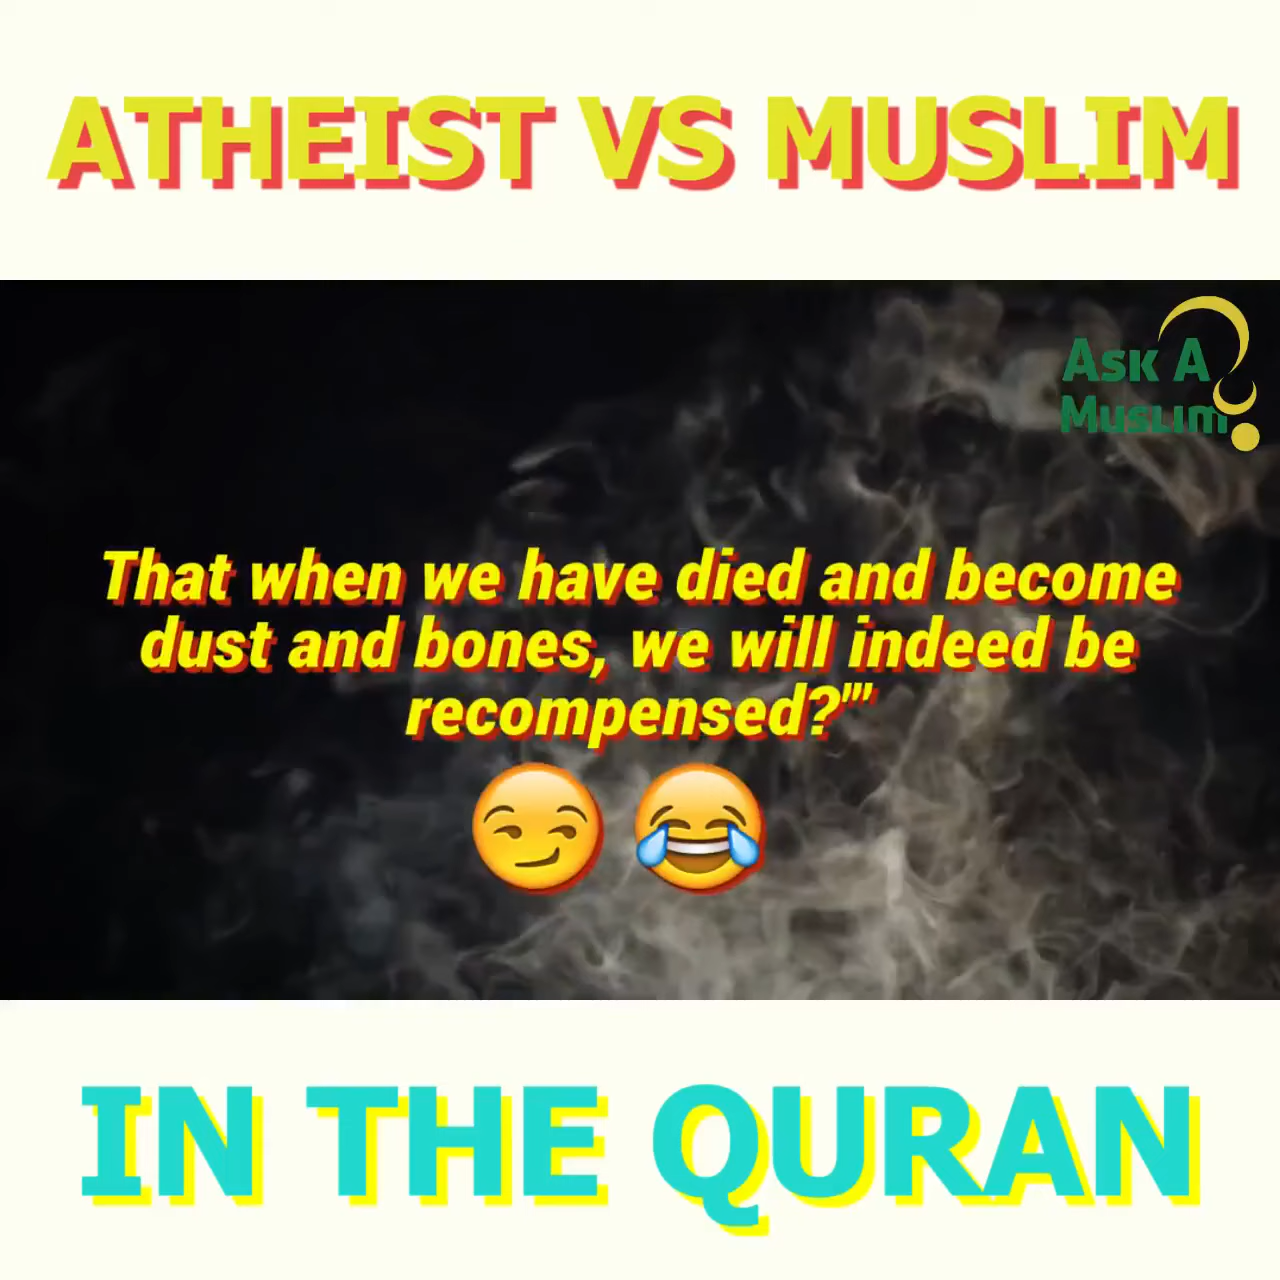 ATHEIST VS MUSLIM
Ask A
Muslim
That when we have died and become
dust and bones, we will indeed be
recompensed?'"
IN THE QURAN